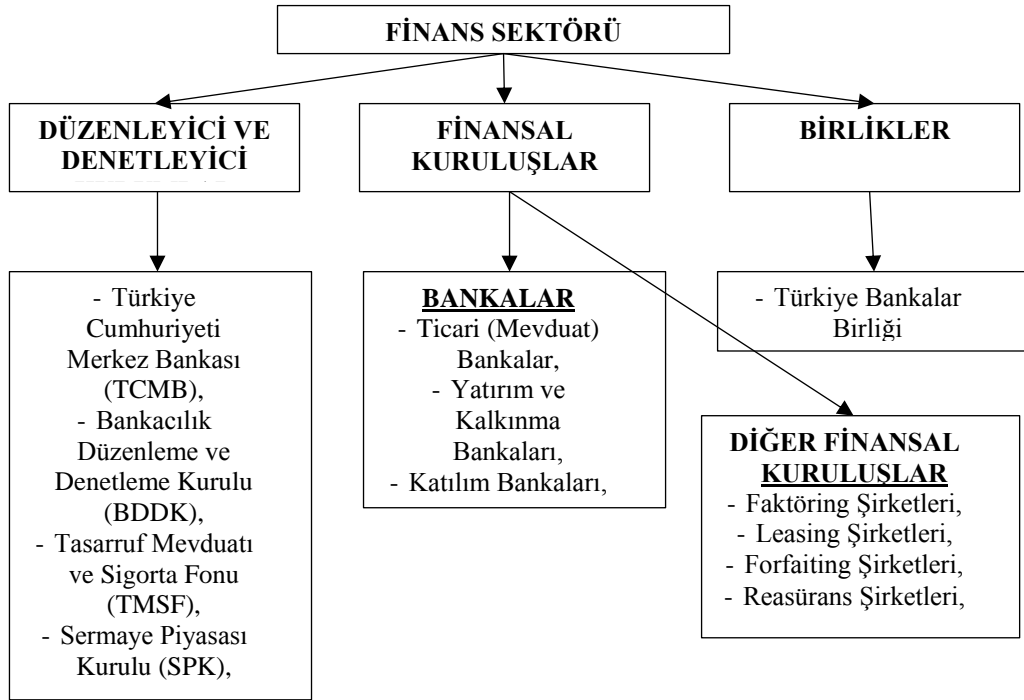 FİNANS SEKTÖRÜ
DÜZENLEYİCİ VE
DENETLEYİCİ
FİNANSAL
KURULUŞLAR
BİRLİKLER
- Türkiye
Cumhuriyeti
Merkez Bankası
(TCMB),
- Bankacılık
Düzenleme ve
Denetleme Kurulu
(BDDK),
- Tasarruf Mevduatı
ve Sigorta Fonu
(TMSF),
- Sermaye Piyasası
Kurulu (SPK),
BANKALAR
- Ticari (Mevduat)
Bankalar,
- Yatırım ve
Kalkınma
Bankaları,
- Katılım Bankaları,
- Türkiye Bankalar
Birliği
DİĞER FİNANSAL
KURULUŞLAR
- Faktöring Şirketleri,
- Leasing Şirketleri,
- Forfaiting Şirketleri,
- Reasürans Şirketleri,